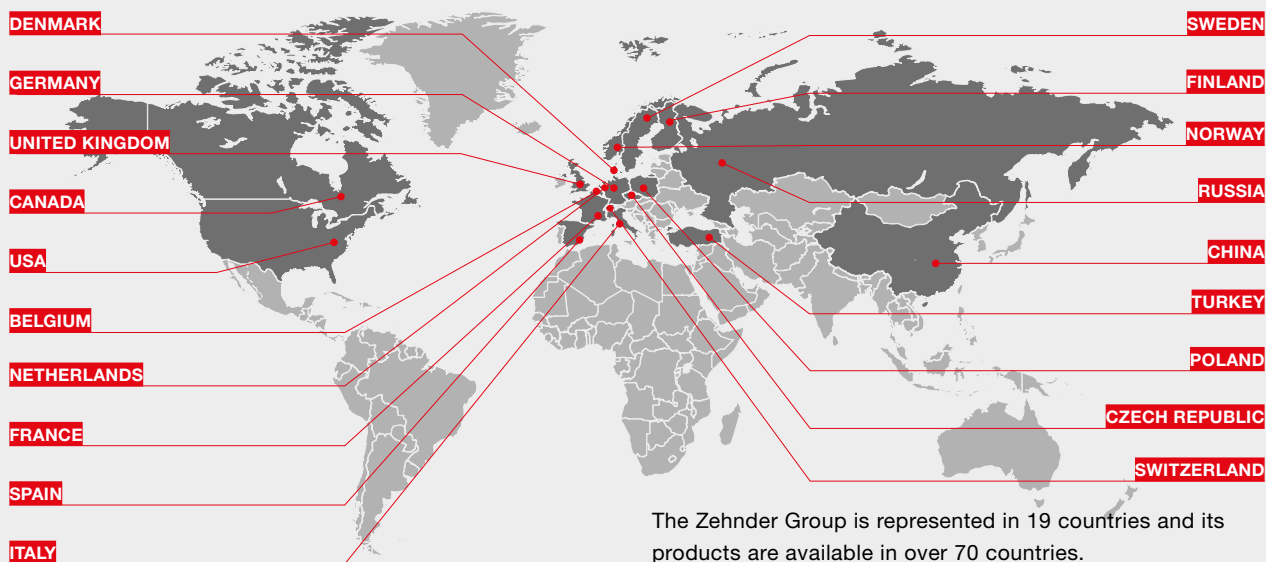 DENMARK
GERMANY
UNITED KINGDOM
CANADA
USA
BELGIUM
NETHERLANDS
FRANCE
SPAIN
ITALY
SWEDEN
FINLAND
NORWAY
RUSSIA
CHINA
TURKEY
POLAND
CZECH REPUBLIC
SWITZERLAND
The Zehnder Group is represented in 19 countries and its
products are available in over 70 countries.